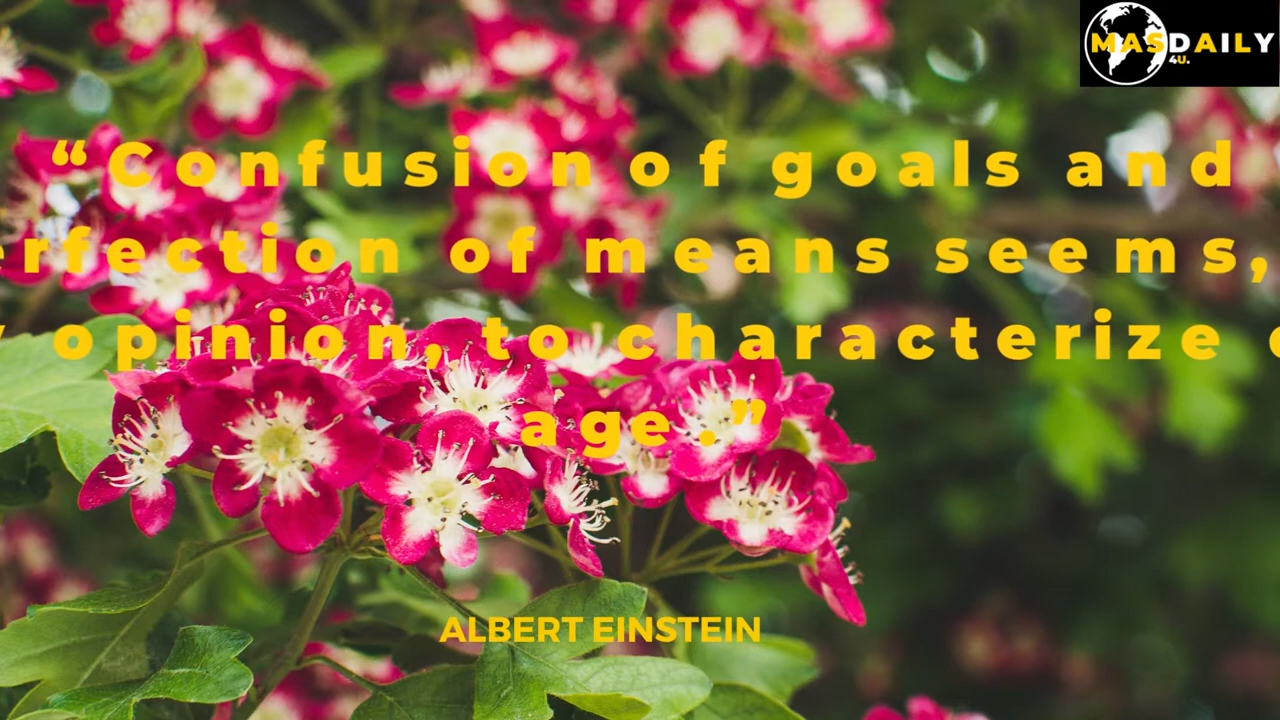 MASDAILY
4U.
“Confusion of goals and
erfection of means seems,
opinion, to characterize
age.”
ALBERT EINSTEIN